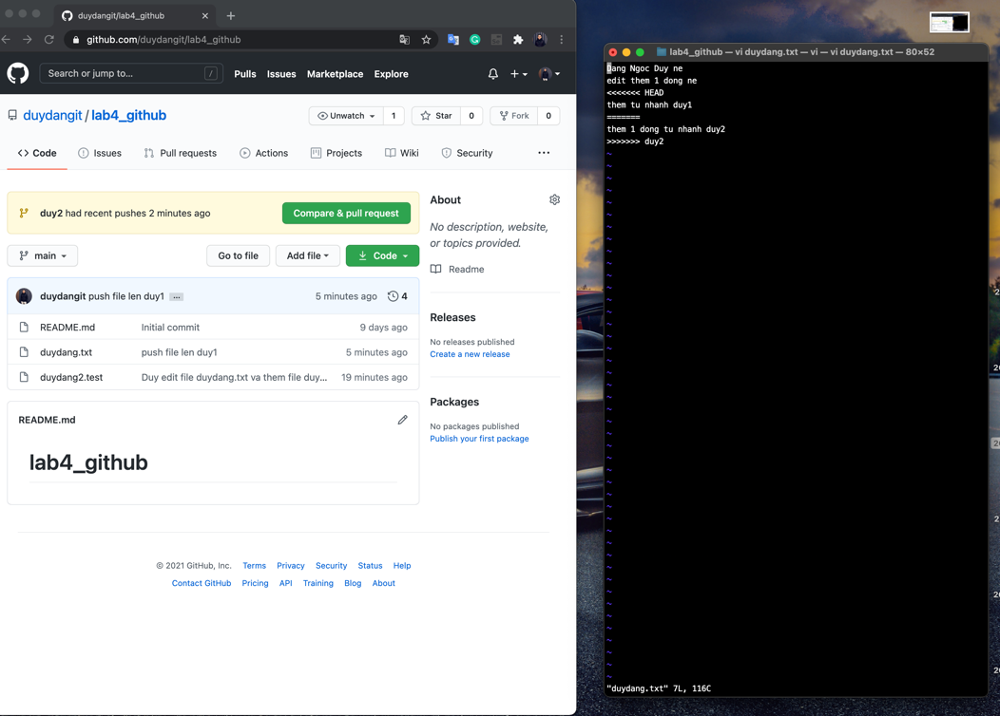 duydangit/lab4_github
github.com/duydangit/lab4_github
Search or jump to...
/
Pulls
Issues
Marketplace
Explore
duydangit / lab4_github
Unwatch
1
Star
0
Fork
0
Code
Issues
Pull requests
Actions
Projects
Wiki
Security
duy2 had recent pushes 2 minutes ago
Compare & pull request
main
Go to file
Add file
Code
duydangit push file len duy1 ...
5 minutes ago
4
README.md
Initial commit
9 days ago
duydang.txt
push file len duy1
5 minutes ago
duydang2.test
Duy edit file duydang.txt va them file duy...
19 minutes ago
README.md
lab4_github
About
No description, website,
or topics provided.
Readme
Releases
No releases published
Create a new release
Packages
No packages published
Publish your first package
© 2021 GitHub, Inc.
Terms
Privacy
Security
Status
Help
Contact GitHub
Pricing
API
Training
Blog
About
lab4_github — vi duydang.txt — vi — vi duydang.txt — 80×52
Dang Ngoc Duy ne
edit them 1 dong ne
<<<<<<< HEAD
them tu nhanh duy1
=======
them 1 dong tu nhanh duy2
>>>>>>> duy2
"duydang.txt" 7L, 116C